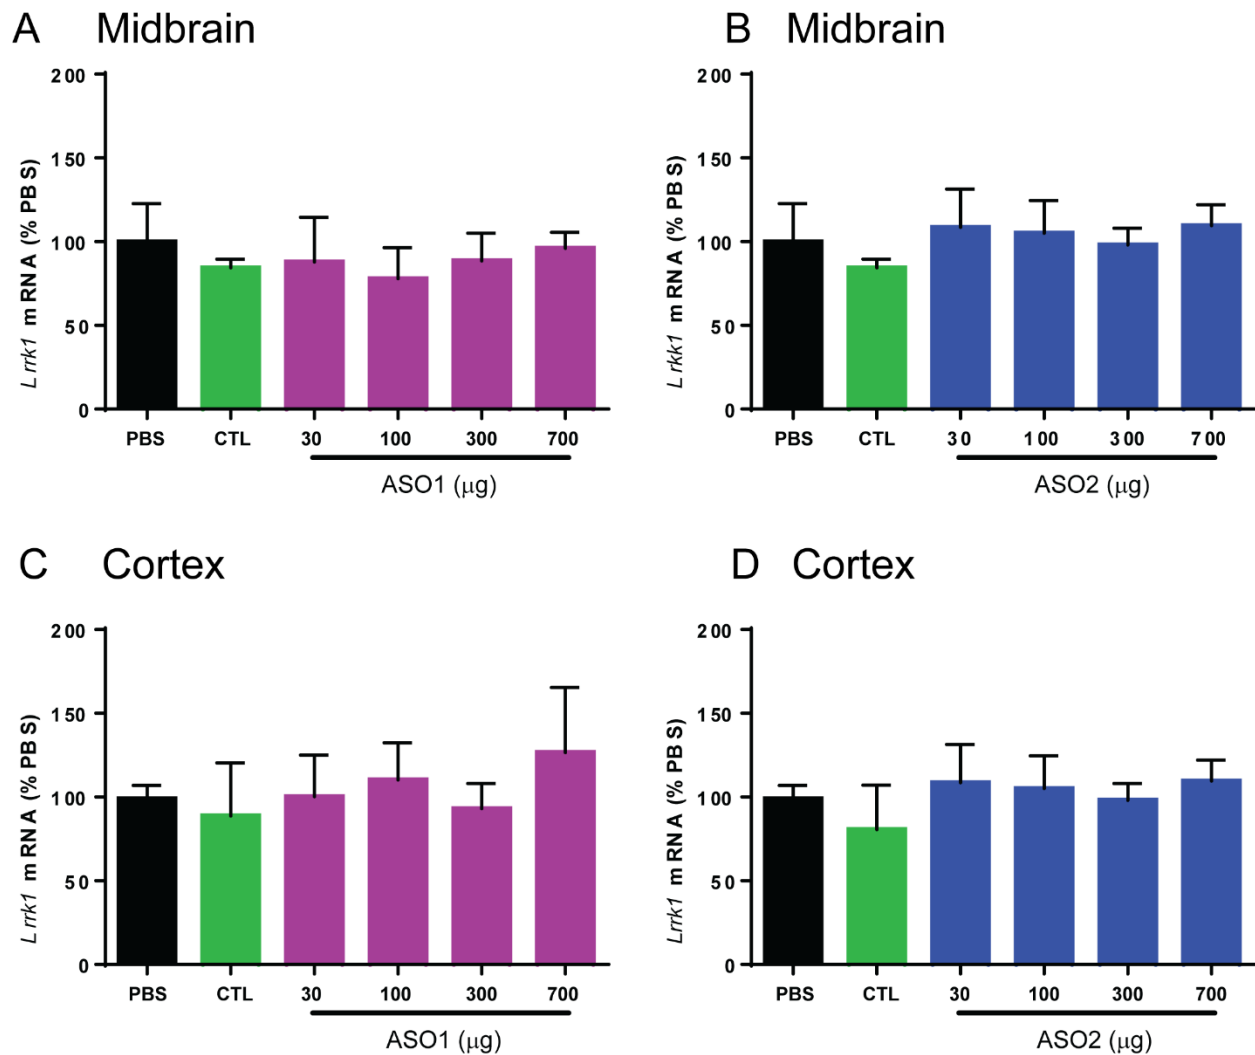 A Midbrain
200
150
100
50
0
Lrrk1 mRNA (% PBS)
PBS CTL 30 100 300 700
ASO1 (μg)
B Midbrain
200
150
100
50
0
Lrkk1 mRNA (% PBS)
PBS CTL 30 100 300 700
ASO2 (μg)
C Cortex
200
150
100
50
0
Lrrk1 mRNA (% PBS)
PBS CTL 30 100 300 700
ASO1 (μg)
D Cortex
200
150
100
50
0
Lrrk1 mRNA (% PBS)
PBS CTL 30 100 300 700
ASO2 (μg)